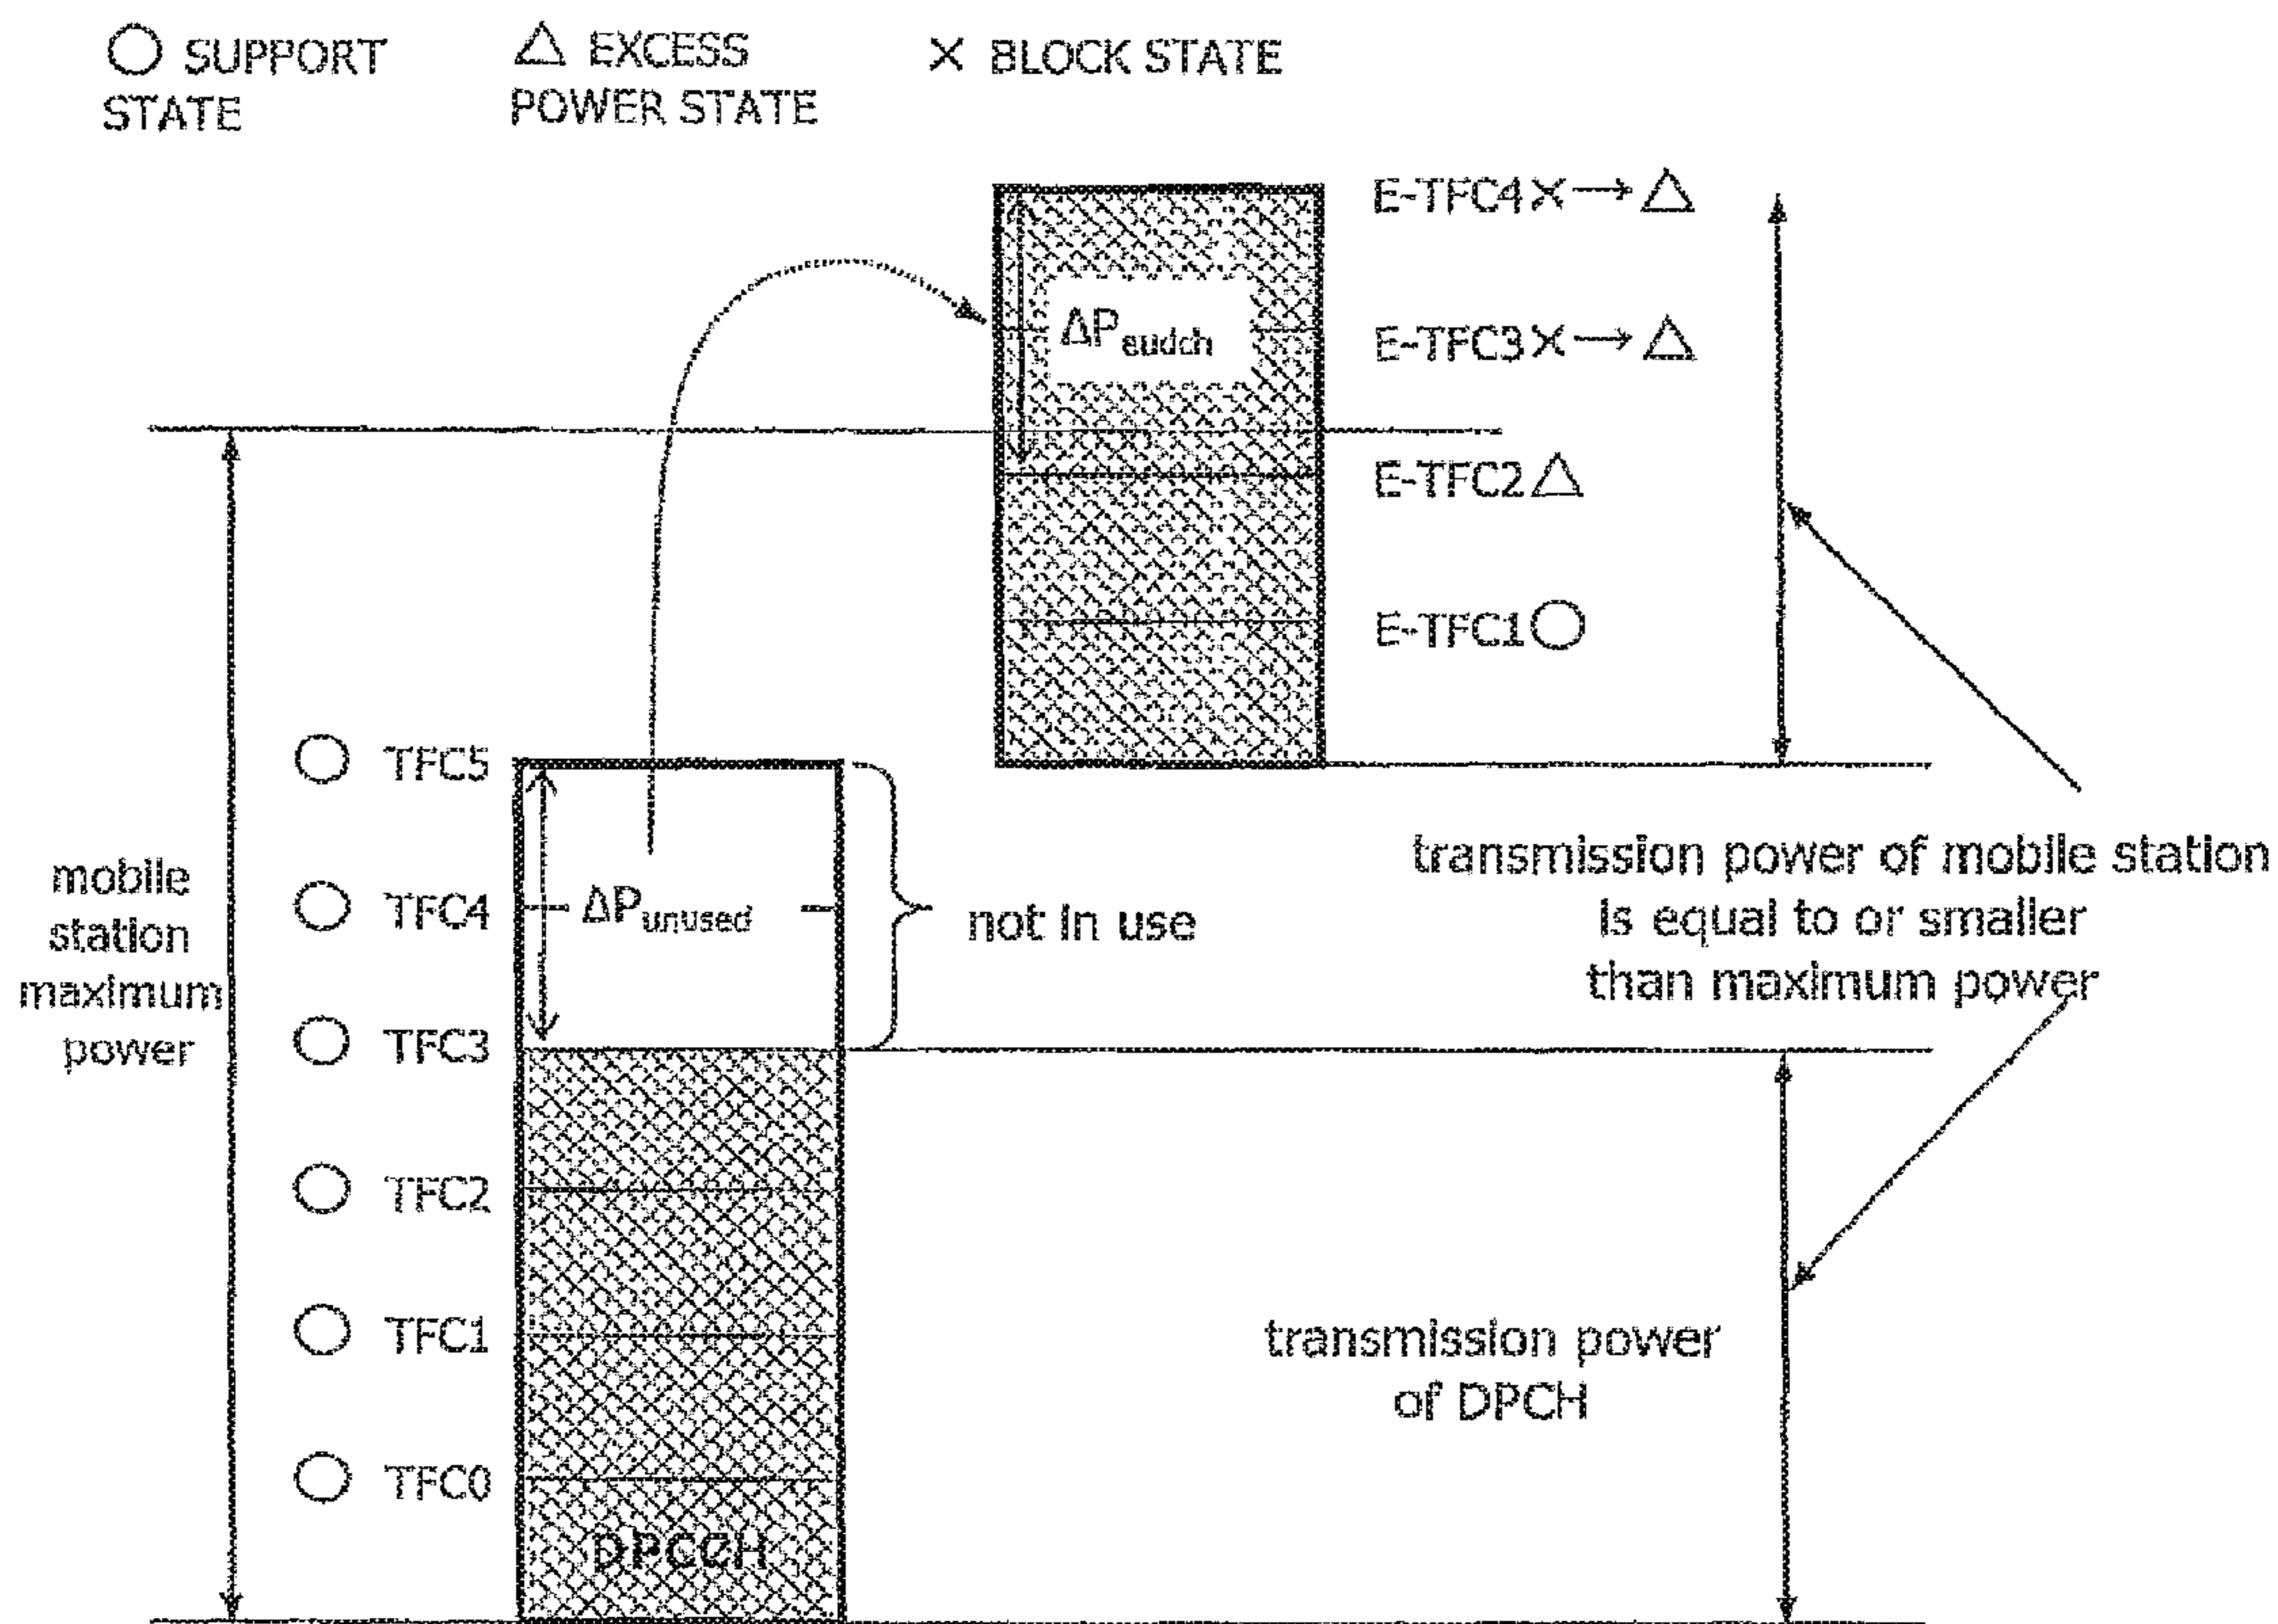 ○ SUPPORT STATE
△ EXCESS POWER STATE
× BLOCK STATE
E-TFC4×→△
E-TFC3×→△
E-TFC2△
E-TFC1○
ΔPeudch
mobile
station
maximum
power
○ TFC5
○ TFC4
○ TFC3
○ TFC2
○ TFC1
○ TFC0
ΔPunused
not in use
DPCCH
transmission power of mobile station
is equal to or smaller
than maximum power
transmission power
of DPCH